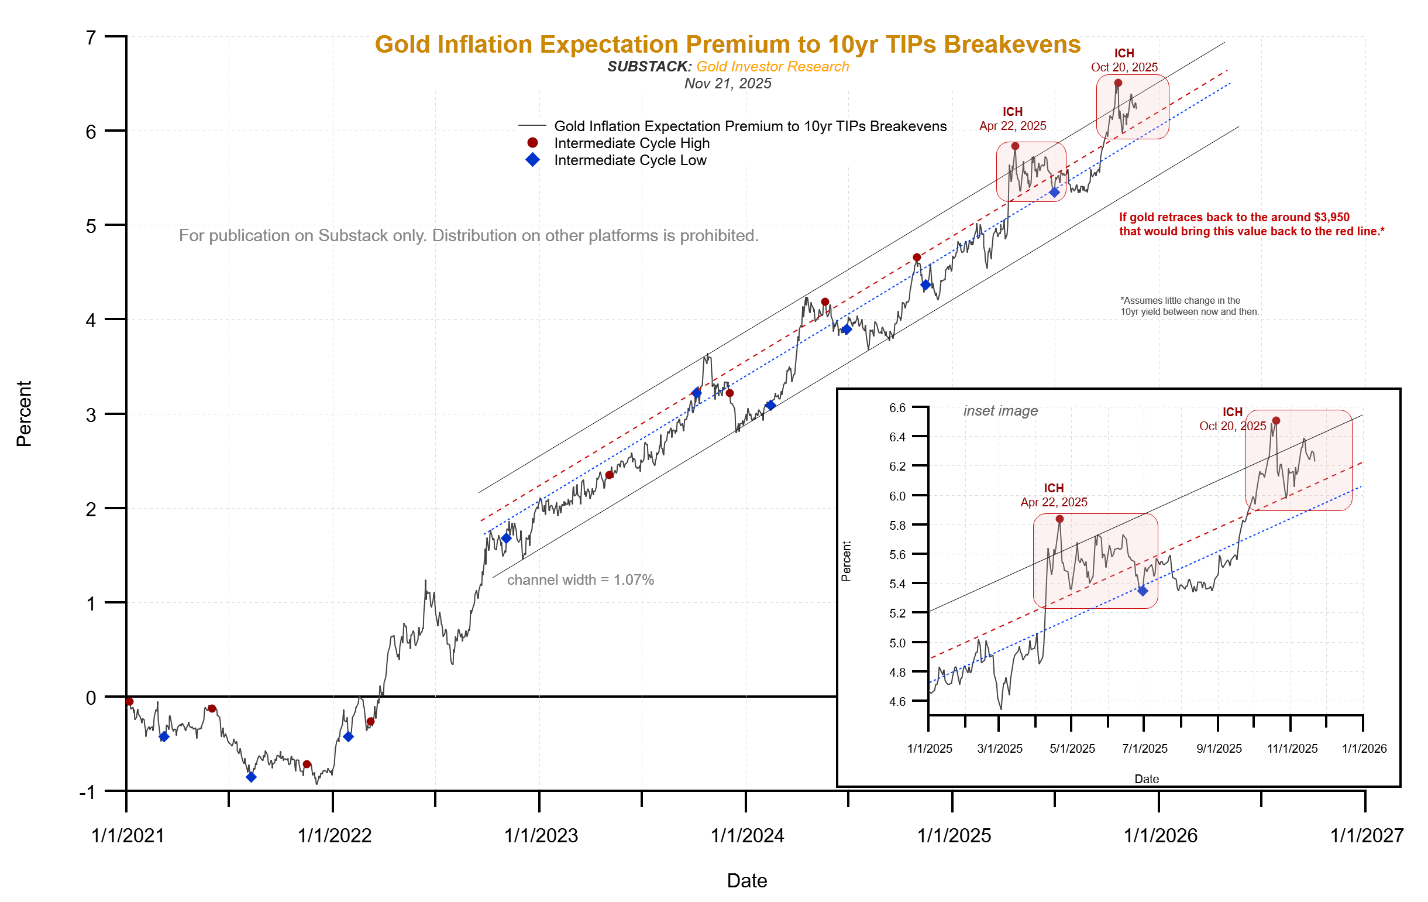 Gold Inflation Expectation Premium to 10yr TIPs Breakevens
SUBSTACK: Gold Investor Research
Nov 21, 2025
Gold Inflation Expectation Premium to 10yr TIPs Breakevens
Intermediate Cycle High
Intermediate Cycle Low
For publication on Substack only. Distribution on other platforms is prohibited.
ICH
Apr 22, 2025
ICH
Oct 20, 2025
If gold retraces back to the around $3,950
that would bring this value back to the red line.*
*Assumes little change in the
10yr yield between now and then.
channel width = 1.07%
Percent
7
6
5
4
3
2
1
0
-1
1/1/2021
1/1/2022
1/1/2023
1/1/2024
1/1/2025
1/1/2026
1/1/2027
Date
inset image
ICH
Oct 20, 2025
ICH
Apr 22, 2025
Percent
6.6
6.4
6.2
6.0
5.8
5.6
5.4
5.2
5.0
4.8
4.6
1/1/2025
3/1/2025
5/1/2025
7/1/2025
9/1/2025
11/1/2025
1/1/2026
Date